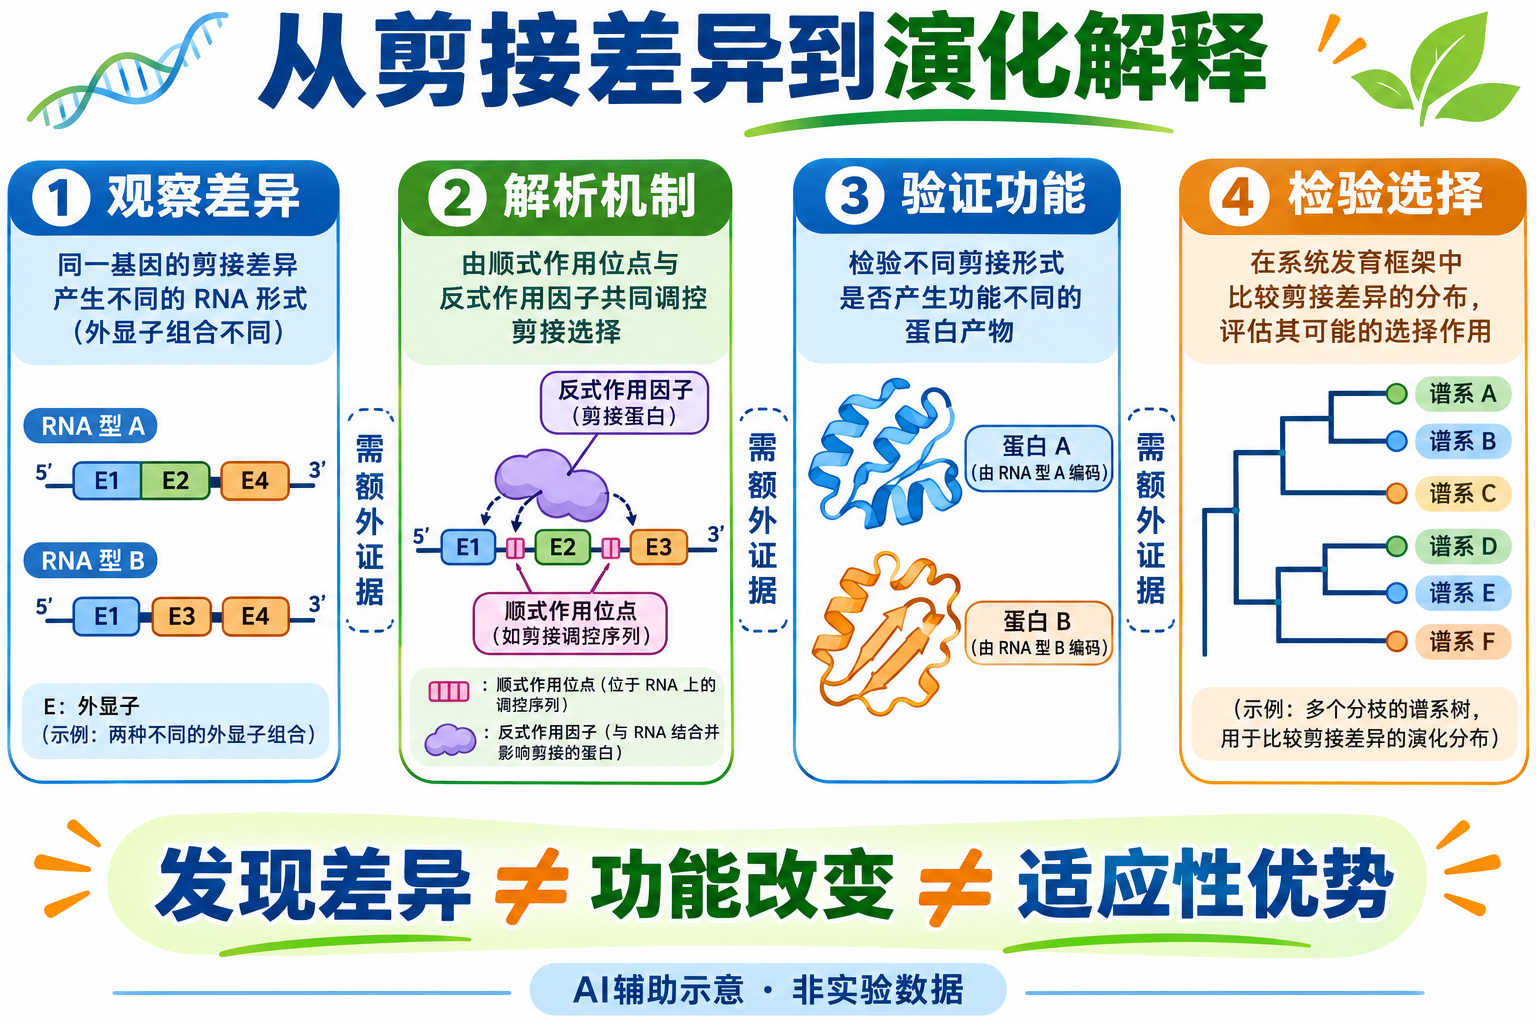 从剪接差异到演化解释
1 观察差异
同一基因的剪接差异
产生不同的 RNA 形式
（外显子组合不同）
RNA 型 A
5′ E1 E2 E4 3′
RNA 型 B
5′ E1 E3 E4 3′
E：外显子
（示例：两种不同的外显子组合）
需额外证据
2 解析机制
由顺式作用位点与
反式作用因子共同调控
剪接选择
反式作用因子
（剪接蛋白）
5′ E1 E2 E3 3′
顺式作用位点
（如剪接调控序列）
：顺式作用位点（位于 RNA 上的
调控序列）
：反式作用因子（与 RNA 结合并
影响剪接的蛋白）
需额外证据
3 验证功能
检验不同剪接形式
是否产生功能不同的
蛋白产物
蛋白 A
（由 RNA 型 A 编码）
蛋白 B
（由 RNA 型 B 编码）
需额外证据
4 检验选择
在系统发育框架中
比较剪接差异的分布，
评估其可能的选择作用
谱系 A
谱系 B
谱系 C
谱系 D
谱系 E
谱系 F
（示例：多个分枝的谱系树，
用于比较剪接差异的演化分布）
发现差异 ≠ 功能改变 ≠ 适应性优势
AI辅助示意 · 非实验数据